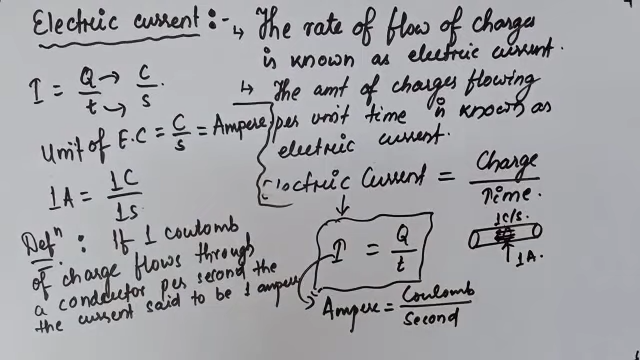 Electric current :-
↳ The rate of flow of charges
is known as electric current.
↳ The amt of charges flowing
per unit time is known as
electric current.
I = Q/t → C/s.
Unit of E.C = C/s = Ampere
1A = 1C/1s
Defⁿ : If 1 coulomb
of charge flows through
a conductor per second the
the current said to be 1 ampere
Current = Charge/Time.
I = Q/t
Ampere = Coulomb/Second
1C/s.
1A.